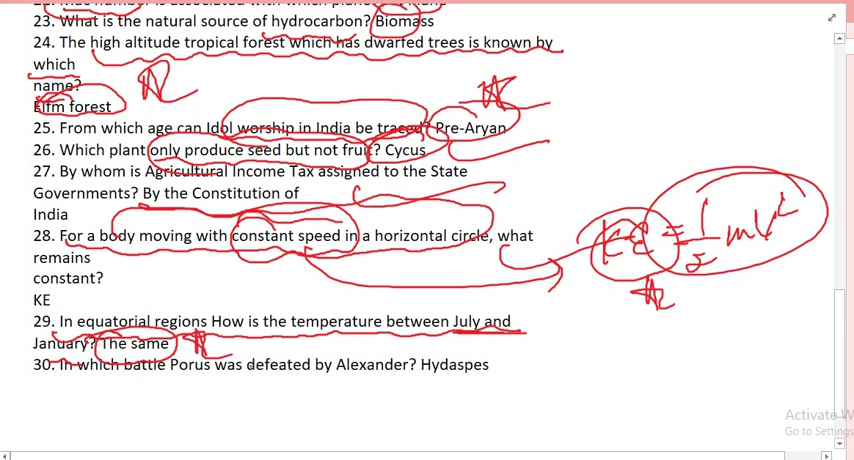 23. What is the natural source of hydrocarbon? Biomass
24. The high altitude tropical forest which has dwarfed trees is known by
which
name?
Elfm forest
25. From which age can Idol worship in India be traced? Pre-Aryan
26. Which plant only produce seed but not fruit? Cycus
27. By whom is Agricultural Income Tax assigned to the State
Governments? By the Constitution of
India
28. For a body moving with constant speed in a horizontal circle, what
remains
constant?
KE
KE = 1/2 mv²
29. In equatorial regions How is the temperature between July and
January? The same
30. In which battle Porus was defeated by Alexander? Hydaspes
Activate W
Go to Settings